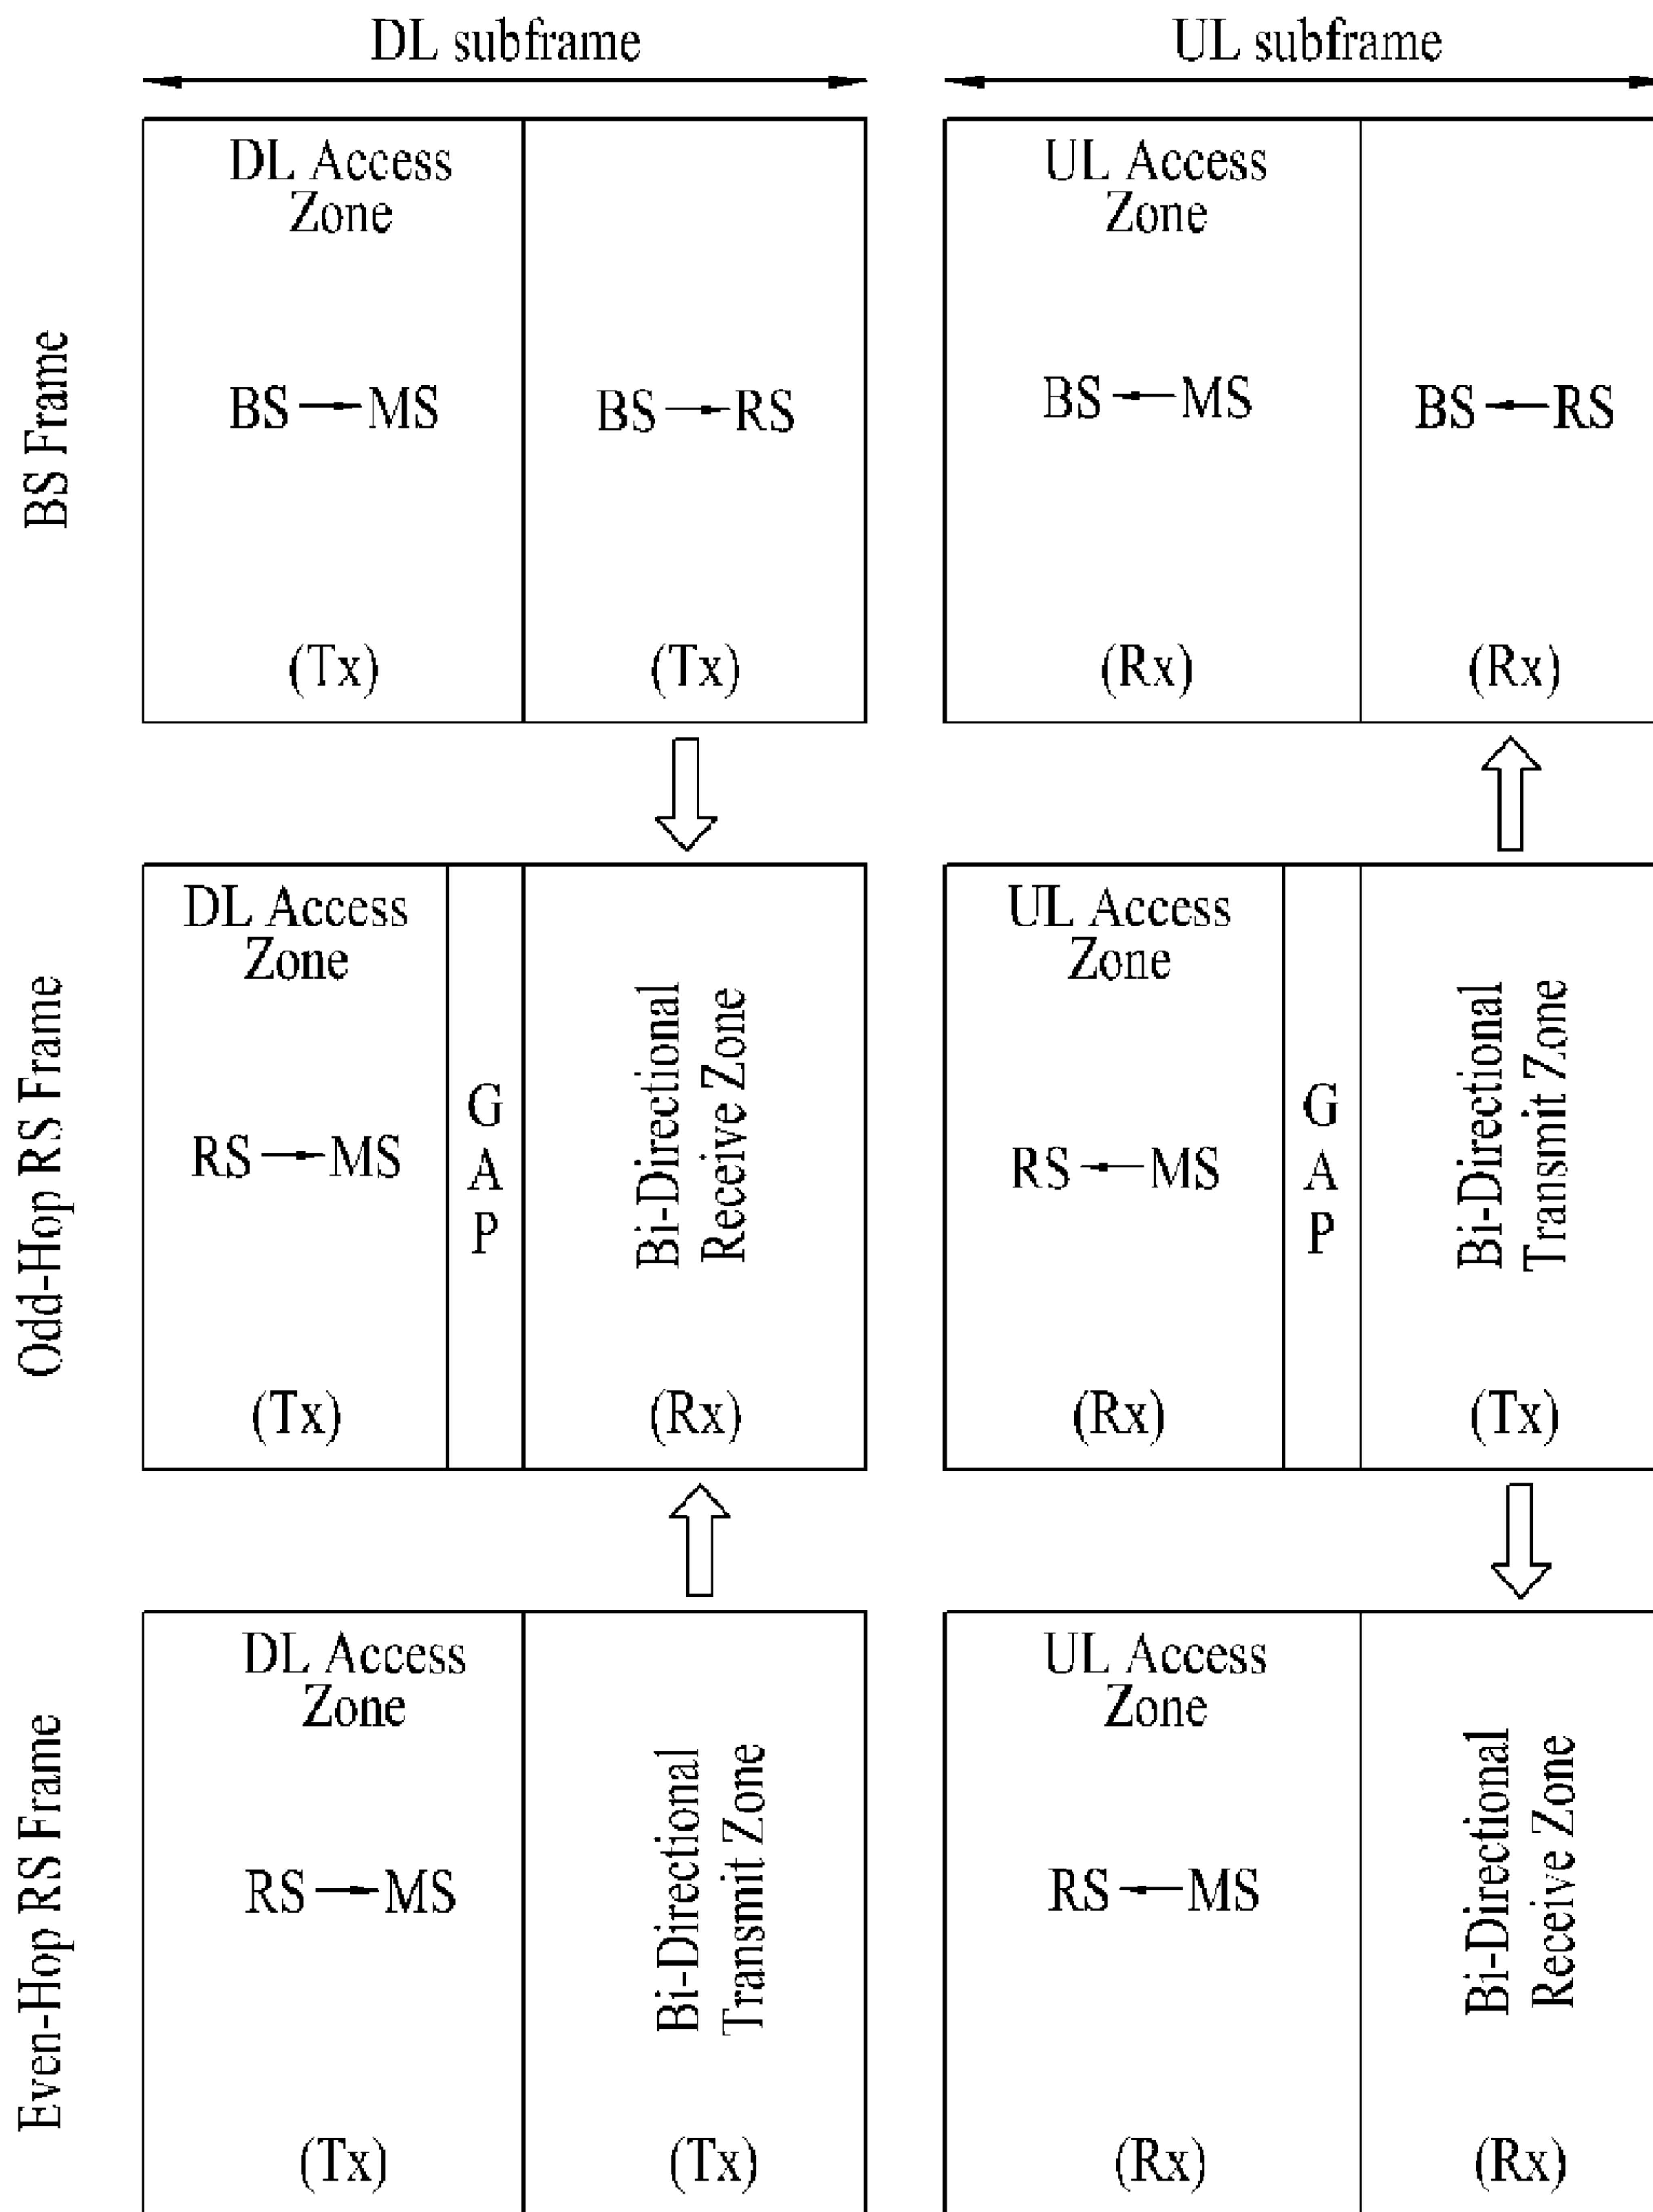 DL subframe
UL subframe
BS Frame
DL Access
Zone
BS
MS
(Tx)
BS
RS
(Tx)
UL Access
Zone
BS
MS
(Rx)
BS
RS
(Rx)
Odd-Hop RS Frame
DL Access
Zone
RS
MS
(Tx)
G
A
P
Bi-Directional
Receive Zone
(Rx)
UL Access
Zone
RS
MS
(Rx)
G
A
P
Bi-Directional
Transmit Zone
(Tx)
Even-Hop RS Frame
DL Access
Zone
RS
MS
(Tx)
Bi-Directional
Transmit Zone
(Tx)
UL Access
Zone
RS
MS
(Rx)
Bi-Directional
Receive Zone
(Rx)